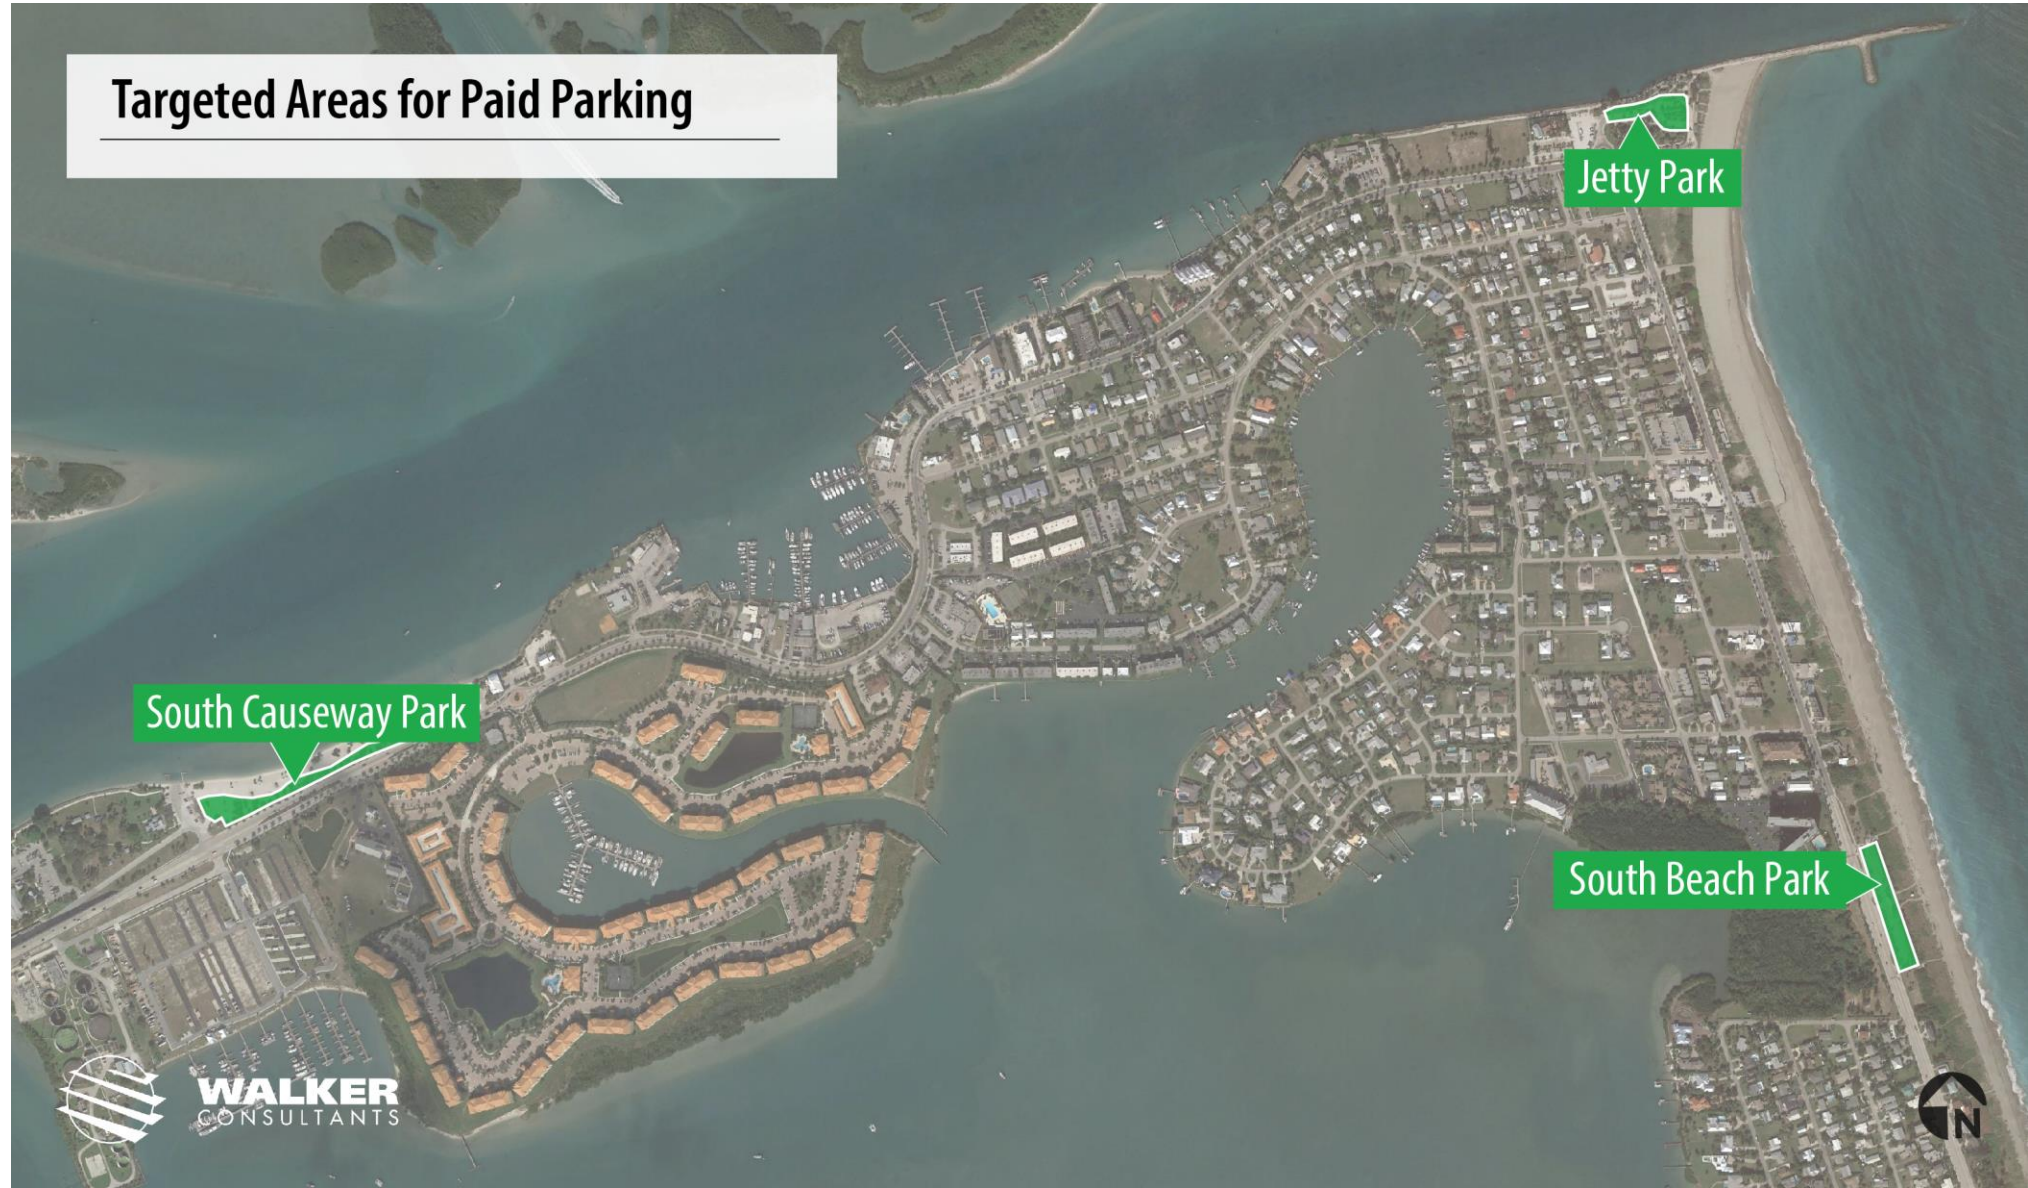 Targeted Areas for Paid Parking
Jetty Park
South Causeway Park
South Beach Park
WALKER
CONSULTANTS
N